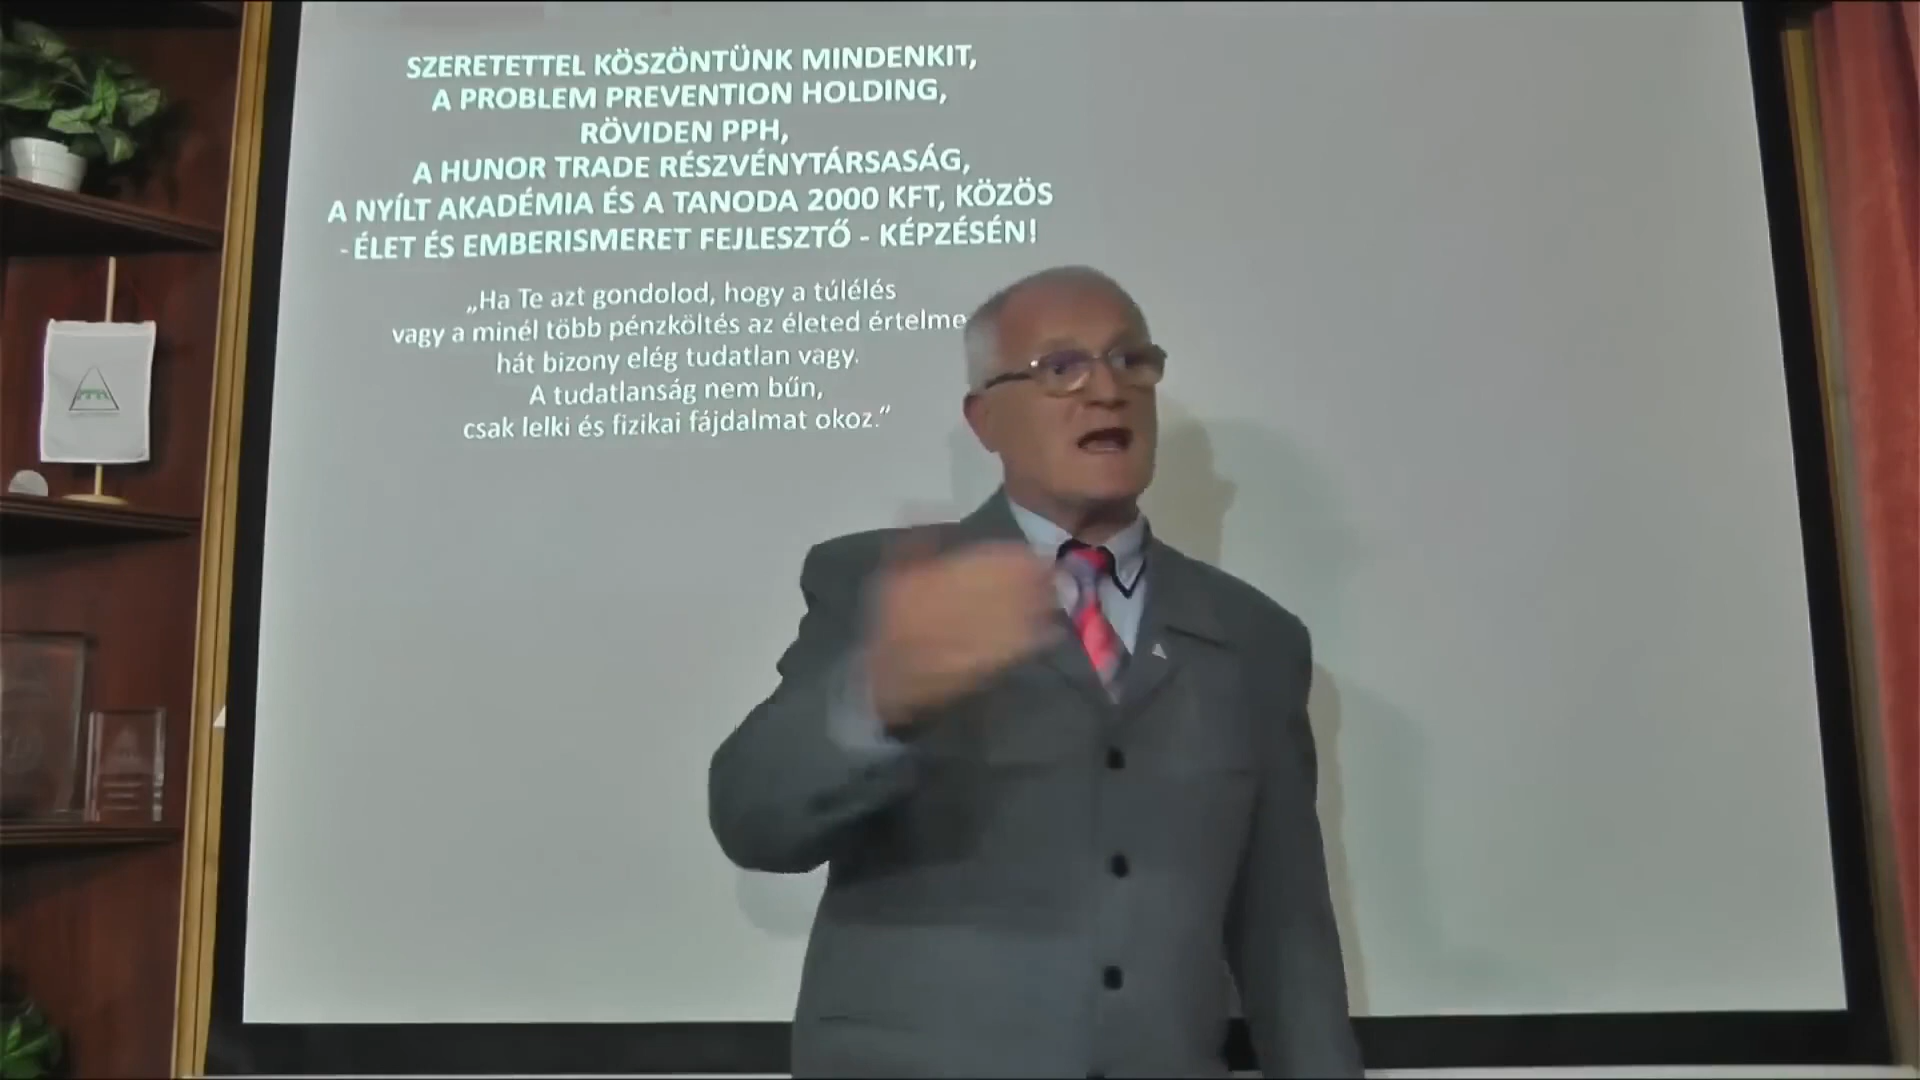 SZERETETTEL KÖSZÖNTÜNK MINDENKIT,
A PROBLEM PREVENTION HOLDING,
RÖVIDEN PPH,
A HUNOR TRADE RÉSZVÉNYTÁRSASÁG,
A NYÍLT AKADÉMIA ÉS A TANODA 2000 KFT, KÖZÖS
- ÉLET ÉS EMBERISMERET FEJLESZTŐ - KÉPZÉSÉN!
„Ha Te azt gondolod, hogy a túlélés
vagy a minél több pénzköltés az életed értelme
hát bizony elég tudatlan vagy.
A tudatlanság nem bűn,
csak lelki és fizikai fájdalmat okoz.”